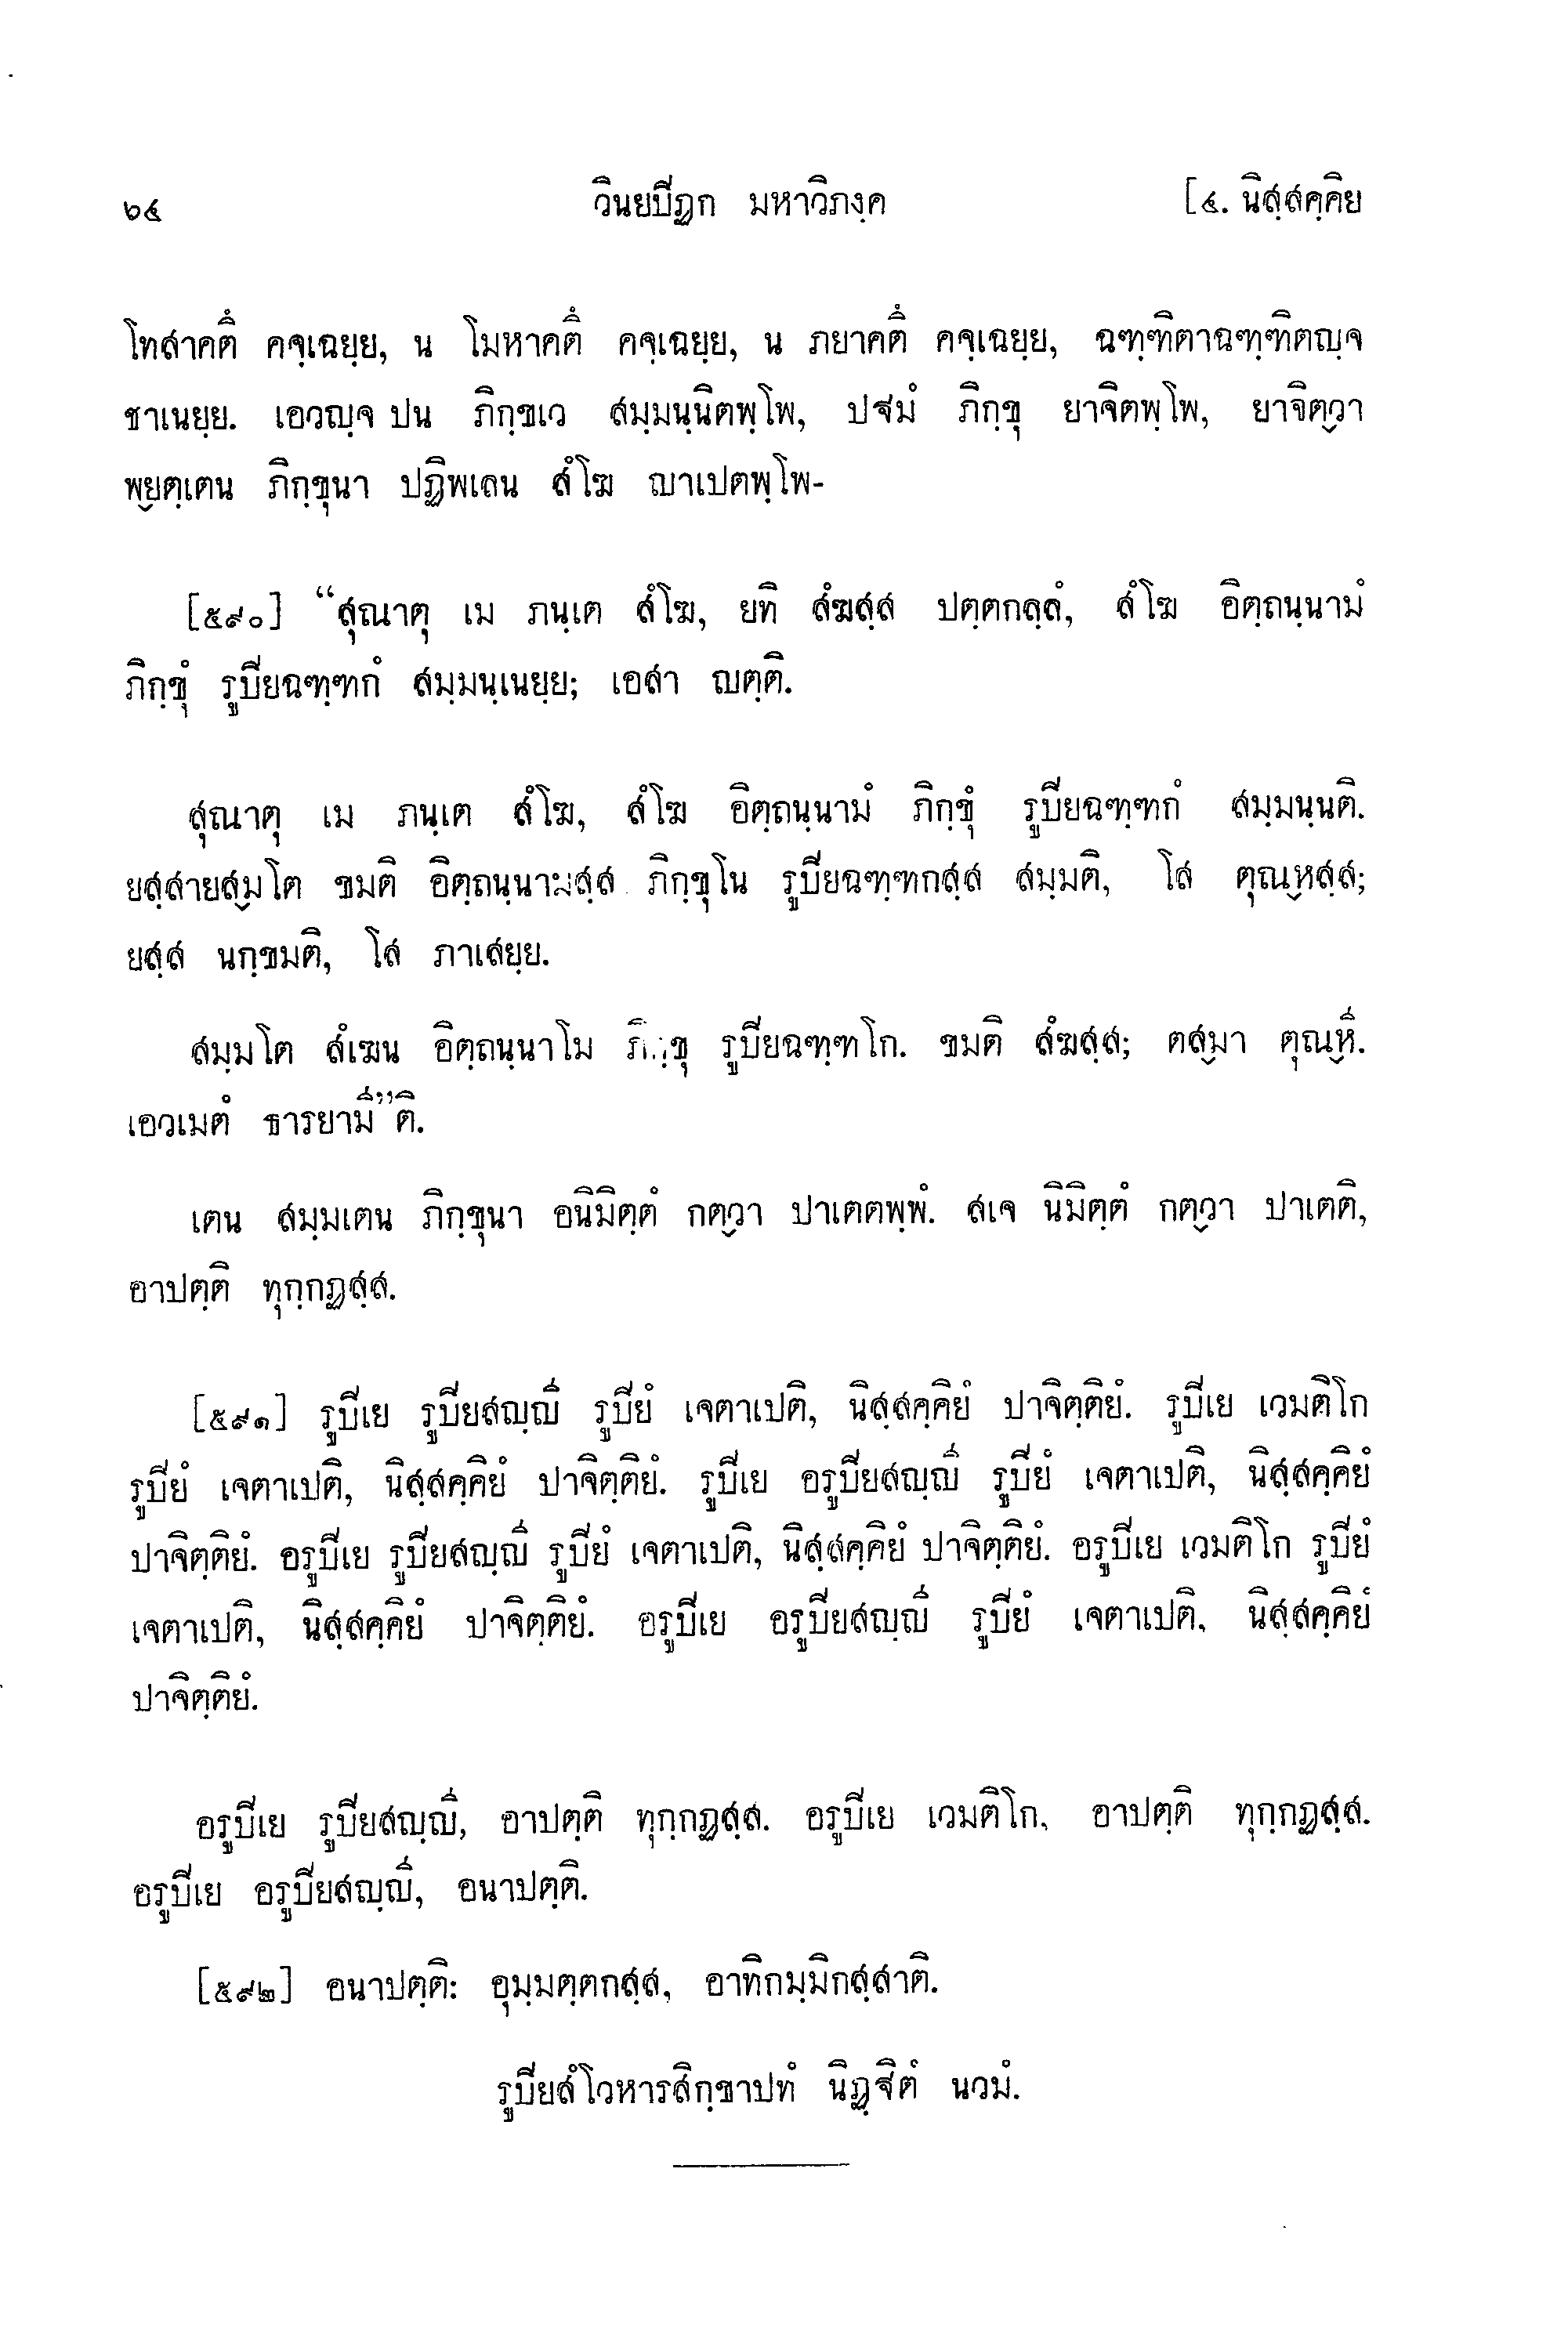 ๖๔ วินยปิฏก มหาวิภงฺค [๔. นิสฺสคฺคิย
โทสาคตึ คจฺเฉยฺย, น โมหาคตึ คจฺเฉยฺย, น ภยาคตึ คจฺเฉยฺย, ฉฑฺฑิตาฉฑฺฑิตญฺจ
ชาเนยฺย. เอวญฺจ ปน ภิกฺขเว สมฺมนฺนิตพฺโพ, ปฐมํ ภิกฺขุ ยาจิตพฺโพ, ยาจิต๎วา
พ๎ยตฺเตน ภิกฺขุนา ปฏิพเลน สํโฆ ญาเปตพฺโพ-
[๕๙๐] “สุณาตุ เม ภนฺเต สํโฆ, ยทิ สํฆสฺส ปตฺตกลฺลํ, สํโฆ อิตฺถนฺนามํ
ภิกฺขุํ รูปิยฉฑฺฑกํ สมฺมนฺเนยฺย; เอสา ญตฺติ.
สุณาตุ เม ภนฺเต สํโฆ, สํโฆ อิตฺถนฺนามํ ภิกฺขุํ รูปิยฉฑฺฑกํ สมฺมนฺนติ.
ยสฺสายส๎มโต ขมติ อิตฺถนฺนามสฺส ภิกฺขุโน รูปิยฉฑฺฑกสฺส สมฺมติ, โส ตุณ๎หสฺส;
ยสฺส นกฺขมติ, โส ภาเสยฺย.
สมฺมโต สํเฆน อิตฺถนฺนาโม ภิกฺขุ รูปิยฉฑฺฑโก. ขมติ สํฆสฺส; ตส๎มา ตุณ๎หี.
เอวเมตํ ธารยามี”ติ.
เตน สมฺมเตน ภิกฺขุนา อนิมิตฺตํ กต๎วา ปาเตตพฺพํ. สเจ นิมิตฺตํ กต๎วา ปาเตติ,
อาปตฺติ ทุกฺกฏสฺส.
[๕๙๑] รูปิเย รูปิยสญฺญี รูปิยํ เจตาเปติ, นิสฺสคฺคิยํ ปาจิตฺติยํ. รูปิเย เวมติโก
รูปิยํ เจตาเปติ, นิสฺสคฺคิยํ ปาจิตฺติยํ. รูปิเย อรูปิยสญฺญี รูปิยํ เจตาเปติ, นิสฺสคฺคิยํ
ปาจิตฺติยํ. อรูปิเย รูปิยสญฺญี รูปิยํ เจตาเปติ, นิสฺสคฺคิยํ ปาจิตฺติยํ. อรูปิเย เวมติโก รูปิยํ
เจตาเปติ, นิสฺสคฺคิยํ ปาจิตฺติยํ. อรูปิเย อรูปิยสญฺญี รูปิยํ เจตาเปติ, นิสฺสคฺคิยํ
ปาจิตฺติยํ.
อรูปิเย รูปิยสญฺญี, อาปตฺติ ทุกฺกฏสฺส. อรูปิเย เวมติโก, อาปตฺติ ทุกฺกฏสฺส.
อรูปิเย อรูปิยสญฺญี, อนาปตฺติ.
[๕๙๒] อนาปตฺติ: อุมฺมตฺตกสฺส, อาทิกมฺมิกสฺสาติ.
รูปิยสํโวหารสิกฺขาปทํ นิฏฺฐิตํ นวมํ.